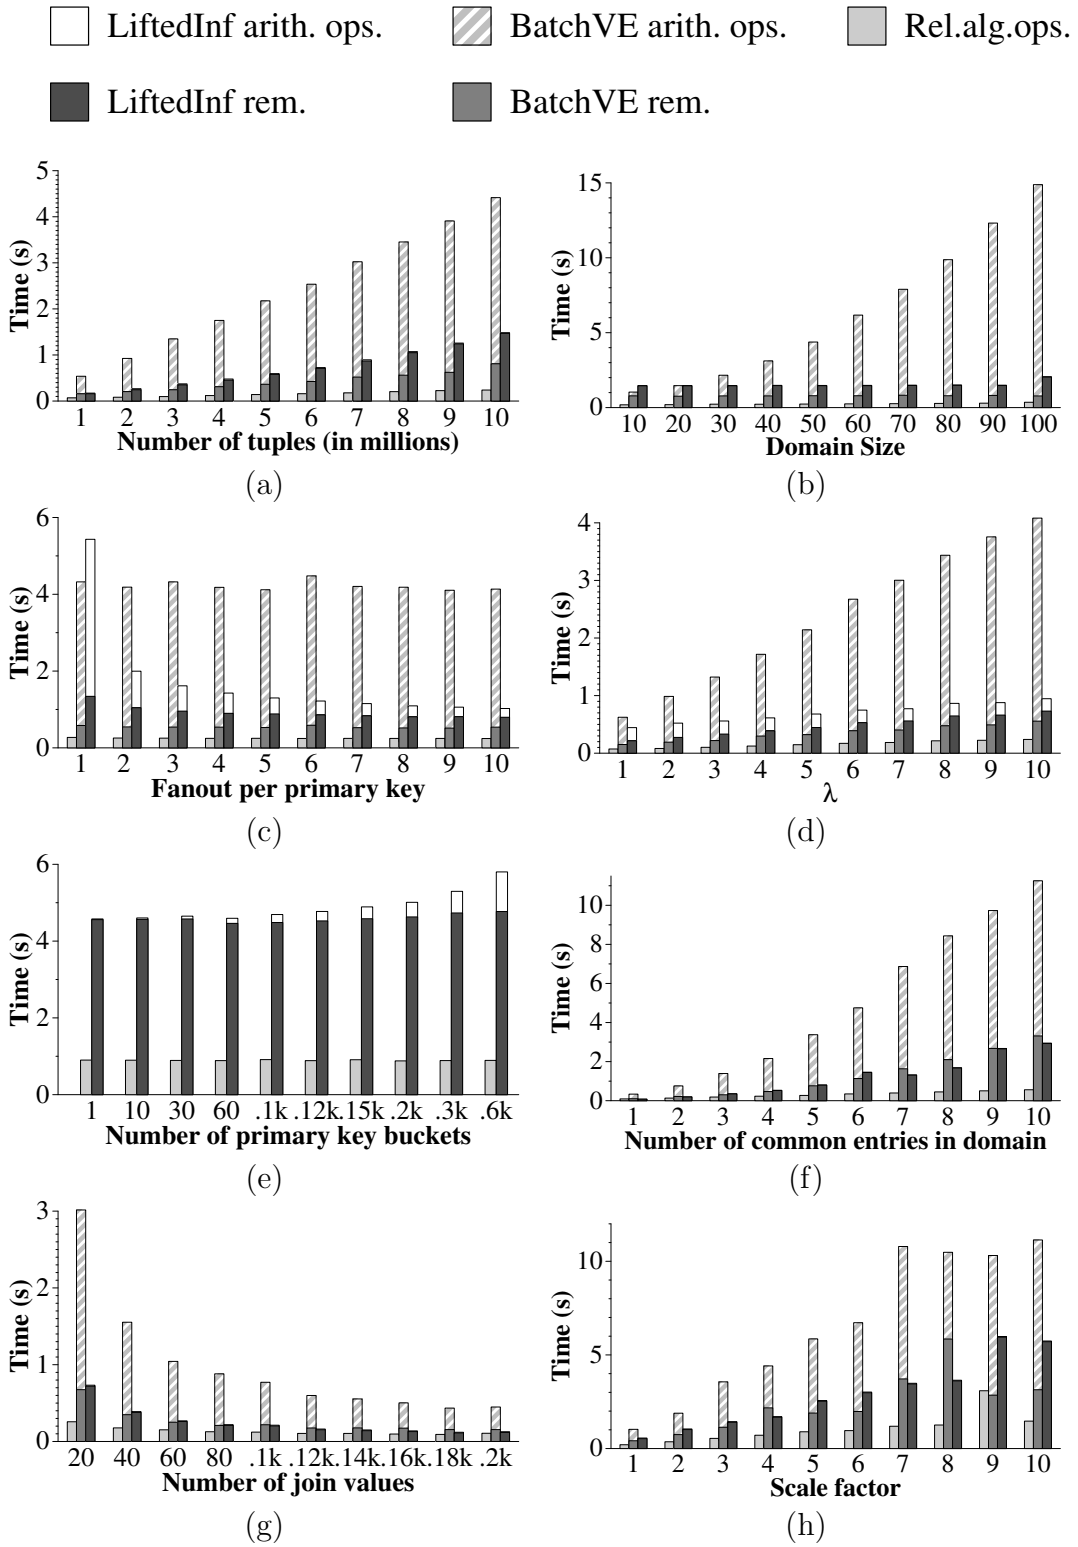 LiftedInf arith. ops. BatchVE arith. ops. Rel.alg.ops.
LiftedInf rem. BatchVE rem.
5
4
3
2
1
0
Time (s)
1 2 3 4 5 6 7 8 9 10
Number of tuples (in millions)
(a)
15
10
5
0
Time (s)
10 20 30 40 50 60 70 80 90 100
Domain Size
(b)
6
4
2
0
Time (s)
1 2 3 4 5 6 7 8 9 10
Fanout per primary key
(c)
4
3
2
1
0
Time (s)
1 2 3 4 5 6 7 8 9 10
λ
(d)
6
4
2
0
Time (s)
1 10 30 60 .1k .12k .15k .2k .3k .6k
Number of primary key buckets
(e)
10
8
6
4
2
0
Time (s)
1 2 3 4 5 6 7 8 9 10
Number of common entries in domain
(f)
3
2
1
0
Time (s)
20 40 60 80 .1k .12k .14k .16k .18k .2k
Number of join values
(g)
10
5
0
Time (s)
1 2 3 4 5 6 7 8 9 10
Scale factor
(h)